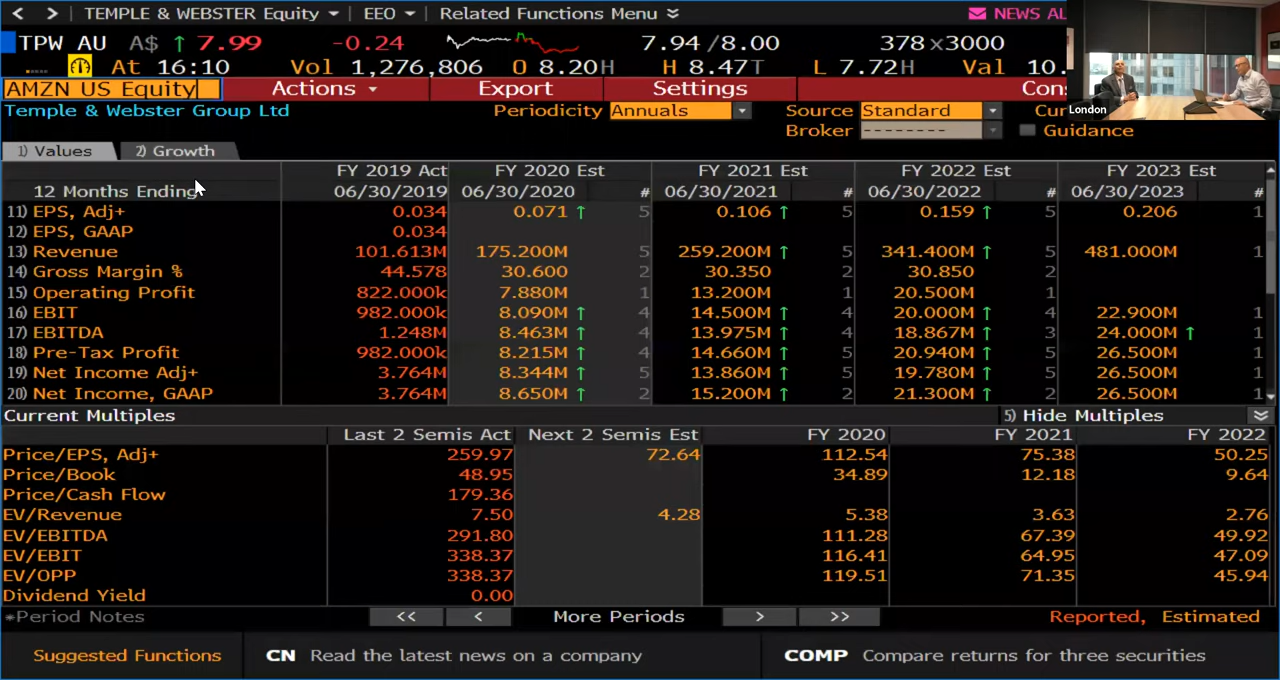 < > TEMPLE & WEBSTER Equity EEO Related Functions Menu NEWS AL
TPW AU A$ ↑ 7.99 -0.24 7.94 /8.00 378 x 3000
At 16:10 Vol 1,276,806 O 8.20H H 8.47T L 7.72H Val 10.
AMZN US Equity Actions Export Settings Con
London
Temple & Webster Group Ltd Periodicity Annuals Source Standard Cur
Broker -------- Guidance
1) Values 2) Growth
FY 2019 Act FY 2020 Est FY 2021 Est FY 2022 Est FY 2023 Est
12 Months Ending 06/30/2019 06/30/2020 # 06/30/2021 # 06/30/2022 # 06/30/2023 #
11) EPS, Adj+ 0.034 0.071 ↑ 5 0.106 ↑ 5 0.159 ↑ 5 0.206 1
12) EPS, GAAP 0.034
13) Revenue 101.613M 175.200M 5 259.200M ↑ 5 341.400M ↑ 5 481.000M 1
14) Gross Margin % 44.578 30.600 2 30.350 2 30.850 2
15) Operating Profit 822.000k 7.880M 1 13.200M 1 20.500M 1
16) EBIT 982.000k 8.090M ↑ 4 14.500M ↑ 4 20.000M ↑ 4 22.900M 1
17) EBITDA 1.248M 8.463M ↑ 4 13.975M ↑ 4 18.867M ↑ 3 24.000M ↑ 1
18) Pre-Tax Profit 982.000k 8.215M ↑ 4 14.660M ↑ 5 20.940M ↑ 5 26.500M 1
19) Net Income Adj+ 3.764M 8.344M ↑ 5 13.860M ↑ 5 19.780M ↑ 5 26.500M 1
20) Net Income, GAAP 3.764M 8.650M ↑ 2 15.200M ↑ 2 21.300M ↑ 2 26.500M 1
Current Multiples 5) Hide Multiples
Last 2 Semis Act Next 2 Semis Est FY 2020 FY 2021 FY 2022
Price/EPS, Adj+ 259.97 72.64 112.54 75.38 50.25
Price/Book 48.95 34.89 12.18 9.64
Price/Cash Flow 179.36
EV/Revenue 7.50 4.28 5.38 3.63 2.76
EV/EBITDA 291.80 111.28 67.39 49.92
EV/EBIT 338.37 116.41 64.95 47.09
EV/OPP 338.37 119.51 71.35 45.94
Dividend Yield 0.00
*Period Notes << < More Periods > >> Reported, Estimated
Suggested Functions CN Read the latest news on a company COMP Compare returns for three securities